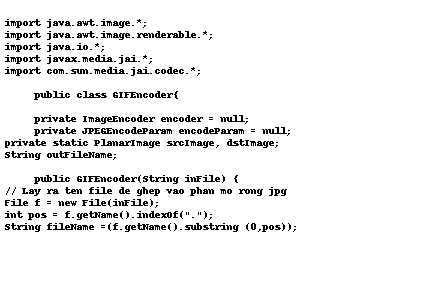 import java.awt.image.*;
import java.awt.image.renderable.*;
import java.io.*;
import javax.media.jai.*;
import com.sun.media.jai.codec.*;
public class GIFEncoder{
private ImageEncoder encoder = null;
private JPEGEncodeParam encodeParam = null;
private static PlanarImage srcImage, dstImage;
String outFileName;
public GIFEncoder(String inFile) {
// Lay ra ten file de ghep vao phan mo rong jpg
File f = new File(inFile);
int pos = f.getName().indexOf(".");
String fileName =(f.getName().substring (0,pos));